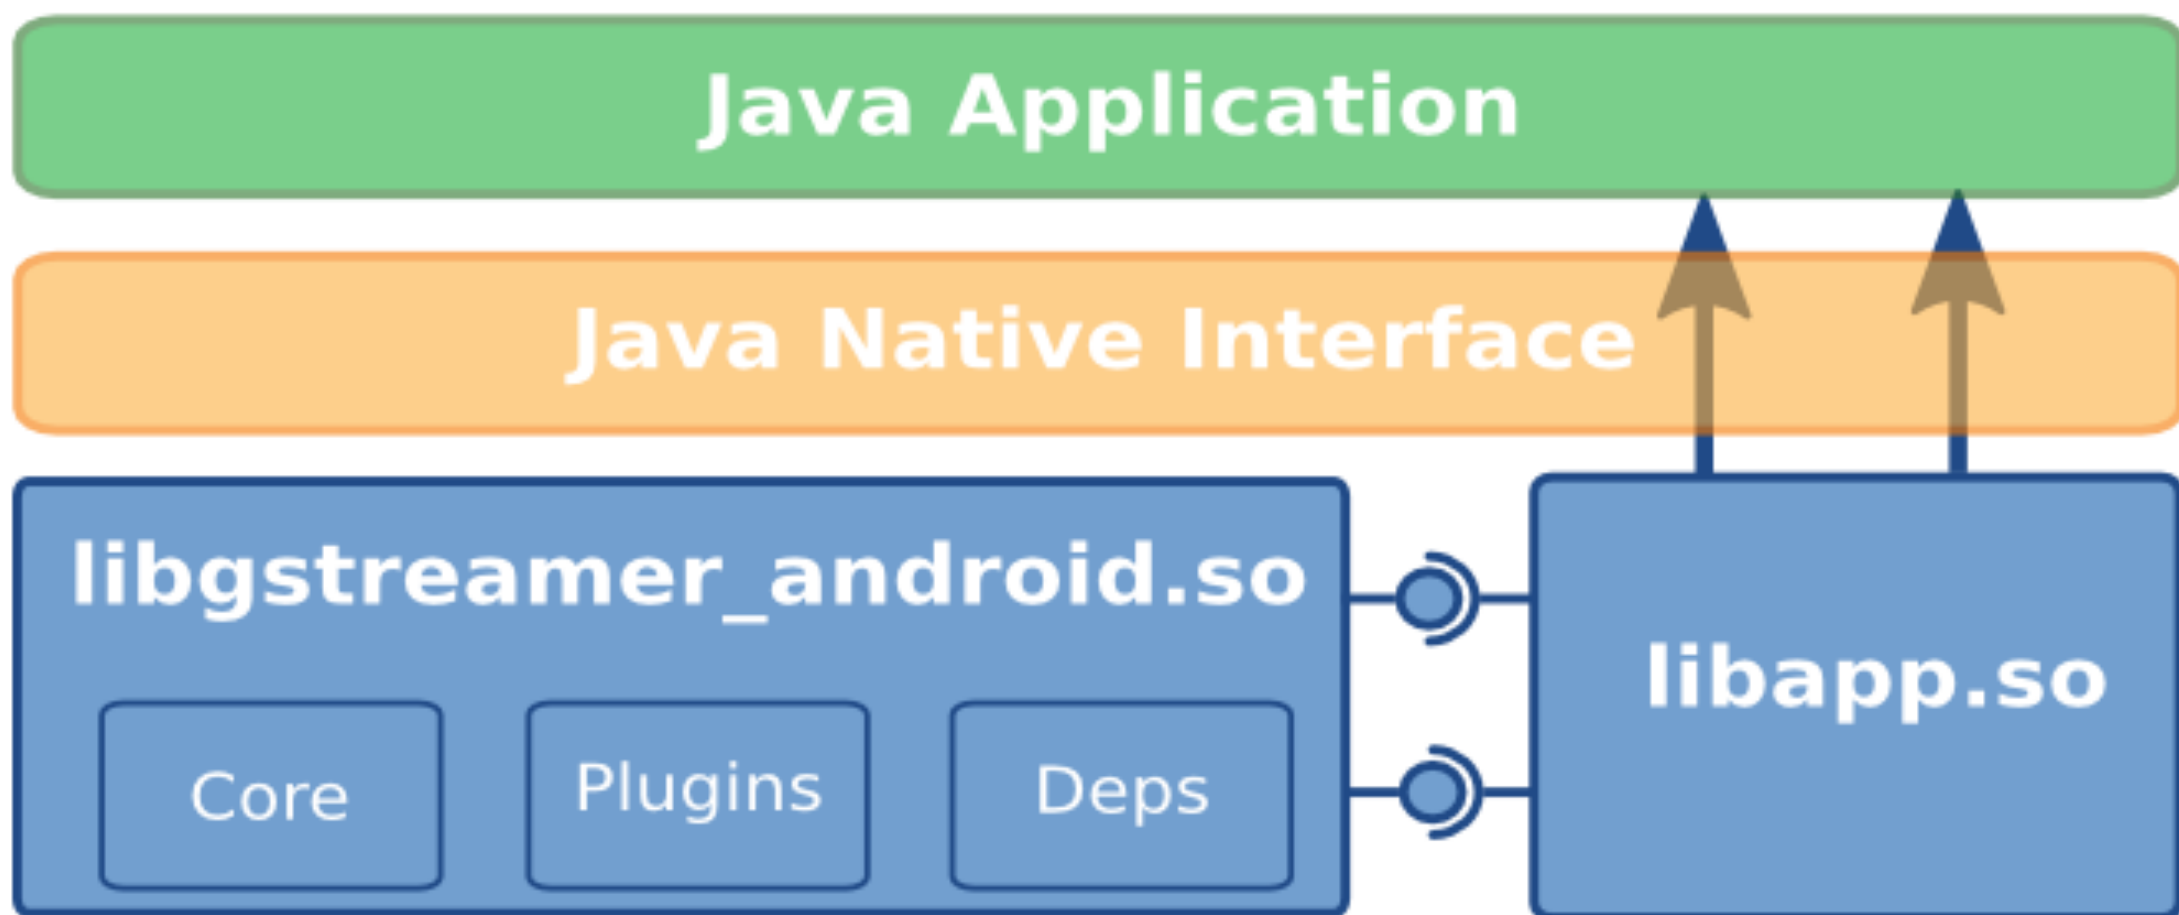 Java Application
Java Native Interface
libgstreamer_android.so
libapp.so
Core
Plugins
Deps